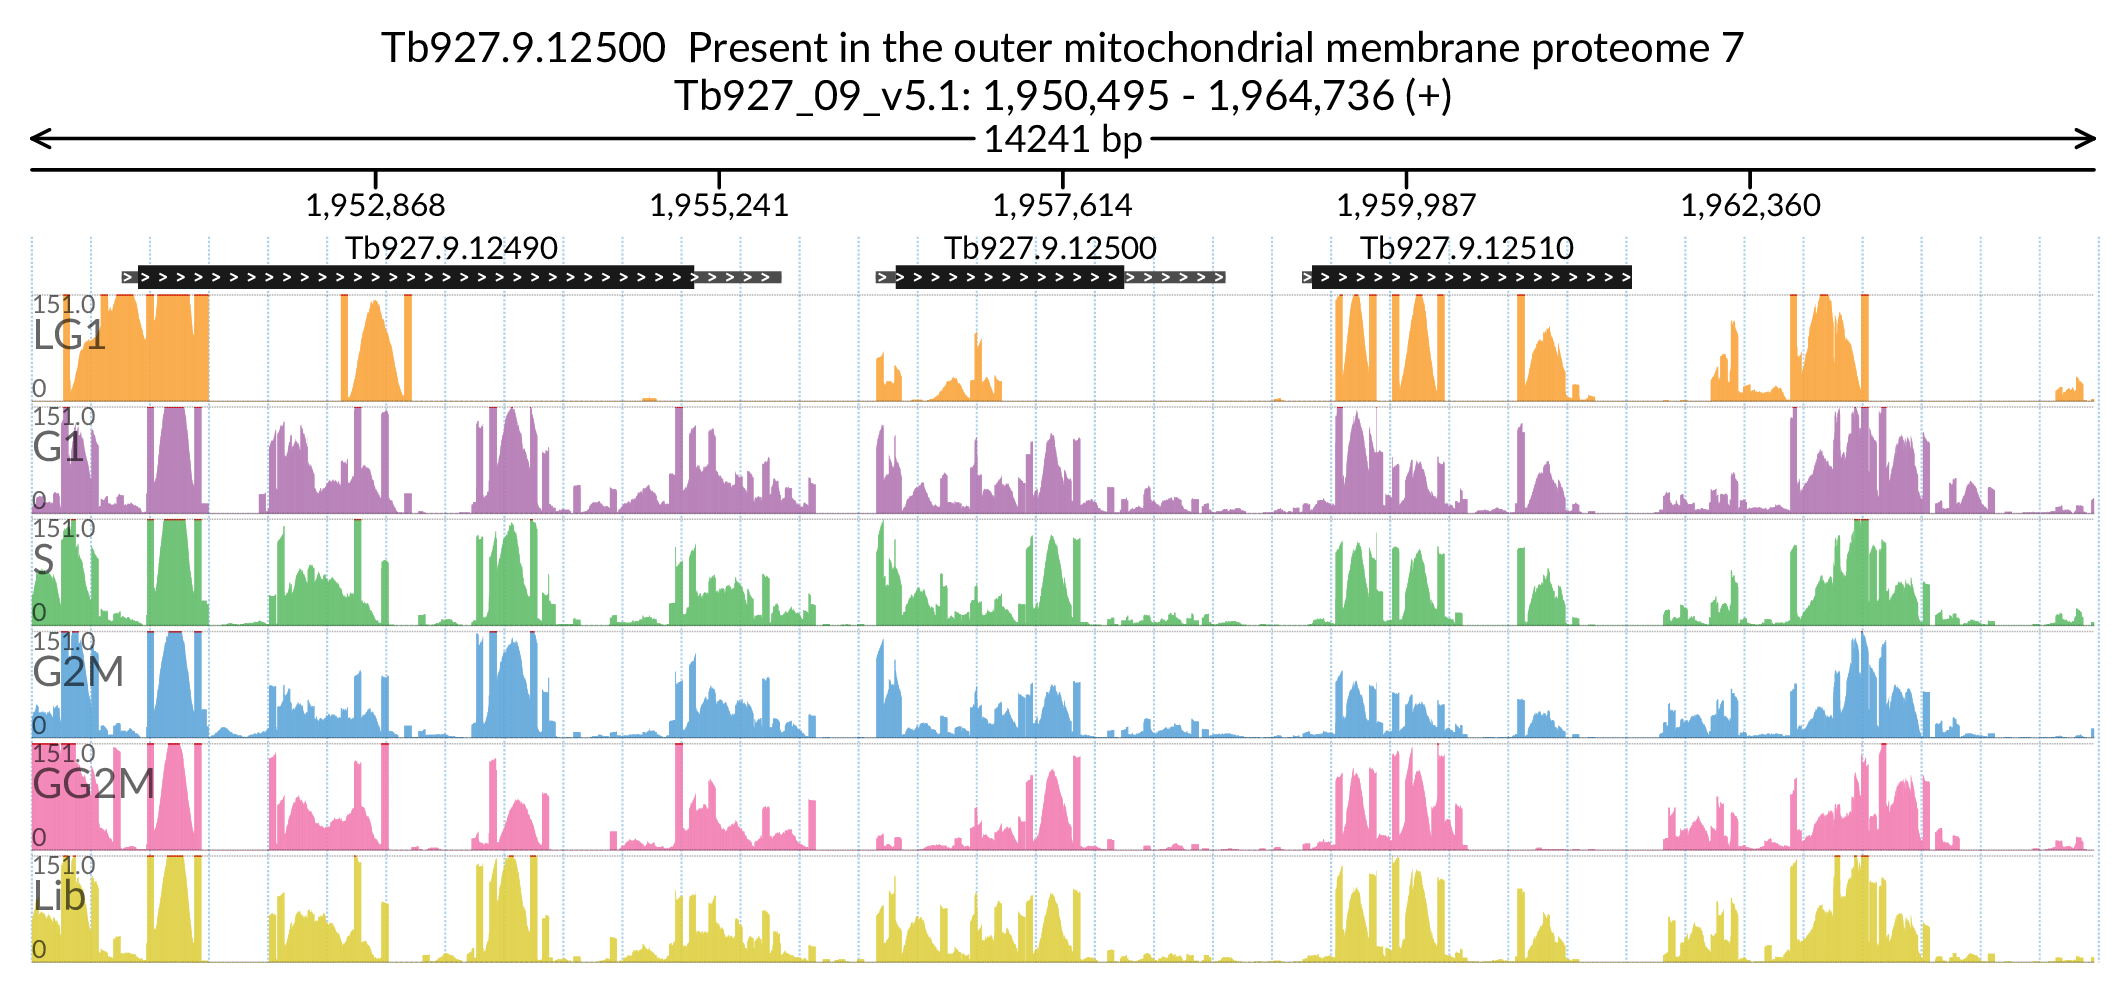 Tb927.9.12500  Present in the outer mitochondrial membrane proteome 7
Tb927_09_v5.1: 1,950,495 - 1,964,736 (+)
14241 bp
1,952,868 1,955,241 1,957,614 1,959,987 1,962,360
Tb927.9.12490 Tb927.9.12500 Tb927.9.12510
151.0
LG1
0
151.0
G1
0
151.0
S
0
151.0
G2M
0
151.0
GG2M
0
151.0
Lib
0